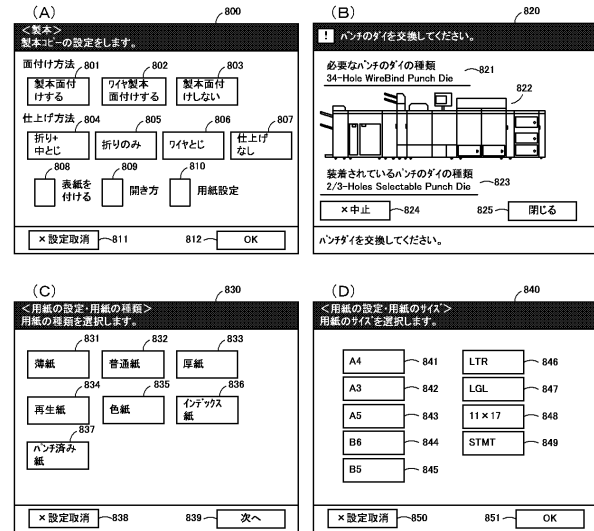 (A)
800
<製本>
製本コピーの設定をします。
面付け方法
801
802
803
製本面付
けする
ワイヤ製本
面付けする
製本面付
けしない
仕上げ方法
804
805
806
807
折り+
中とじ
折りのみ
ワイヤとじ
仕上げ
なし
808
809
810
表紙を
付ける
開き方
用紙設定
×設定取消
811
812
OK
(B)
820
! パンチのダイを交換してください。
必要なパンチのダイの種類
821
34-Hole WireBind Punch Die
822
装着されているパンチのダイの種類
2/3-Holes Selectable Punch Die
823
×中止
824
825
閉じる
パンチダイを交換してください。
(C)
830
<用紙の設定・用紙の種類>
用紙の種類を選択します。
831
832
833
薄紙
普通紙
厚紙
834
835
836
再生紙
色紙
インデックス
紙
837
パンチ済み
紙
×設定取消
838
839
次へ
(D)
840
<用紙の設定・用紙のサイズ>
用紙のサイズを選択します。
A4
841
LTR
846
A3
842
LGL
847
A5
843
11×17
848
B6
844
STMT
849
B5
845
×設定取消
850
851
OK